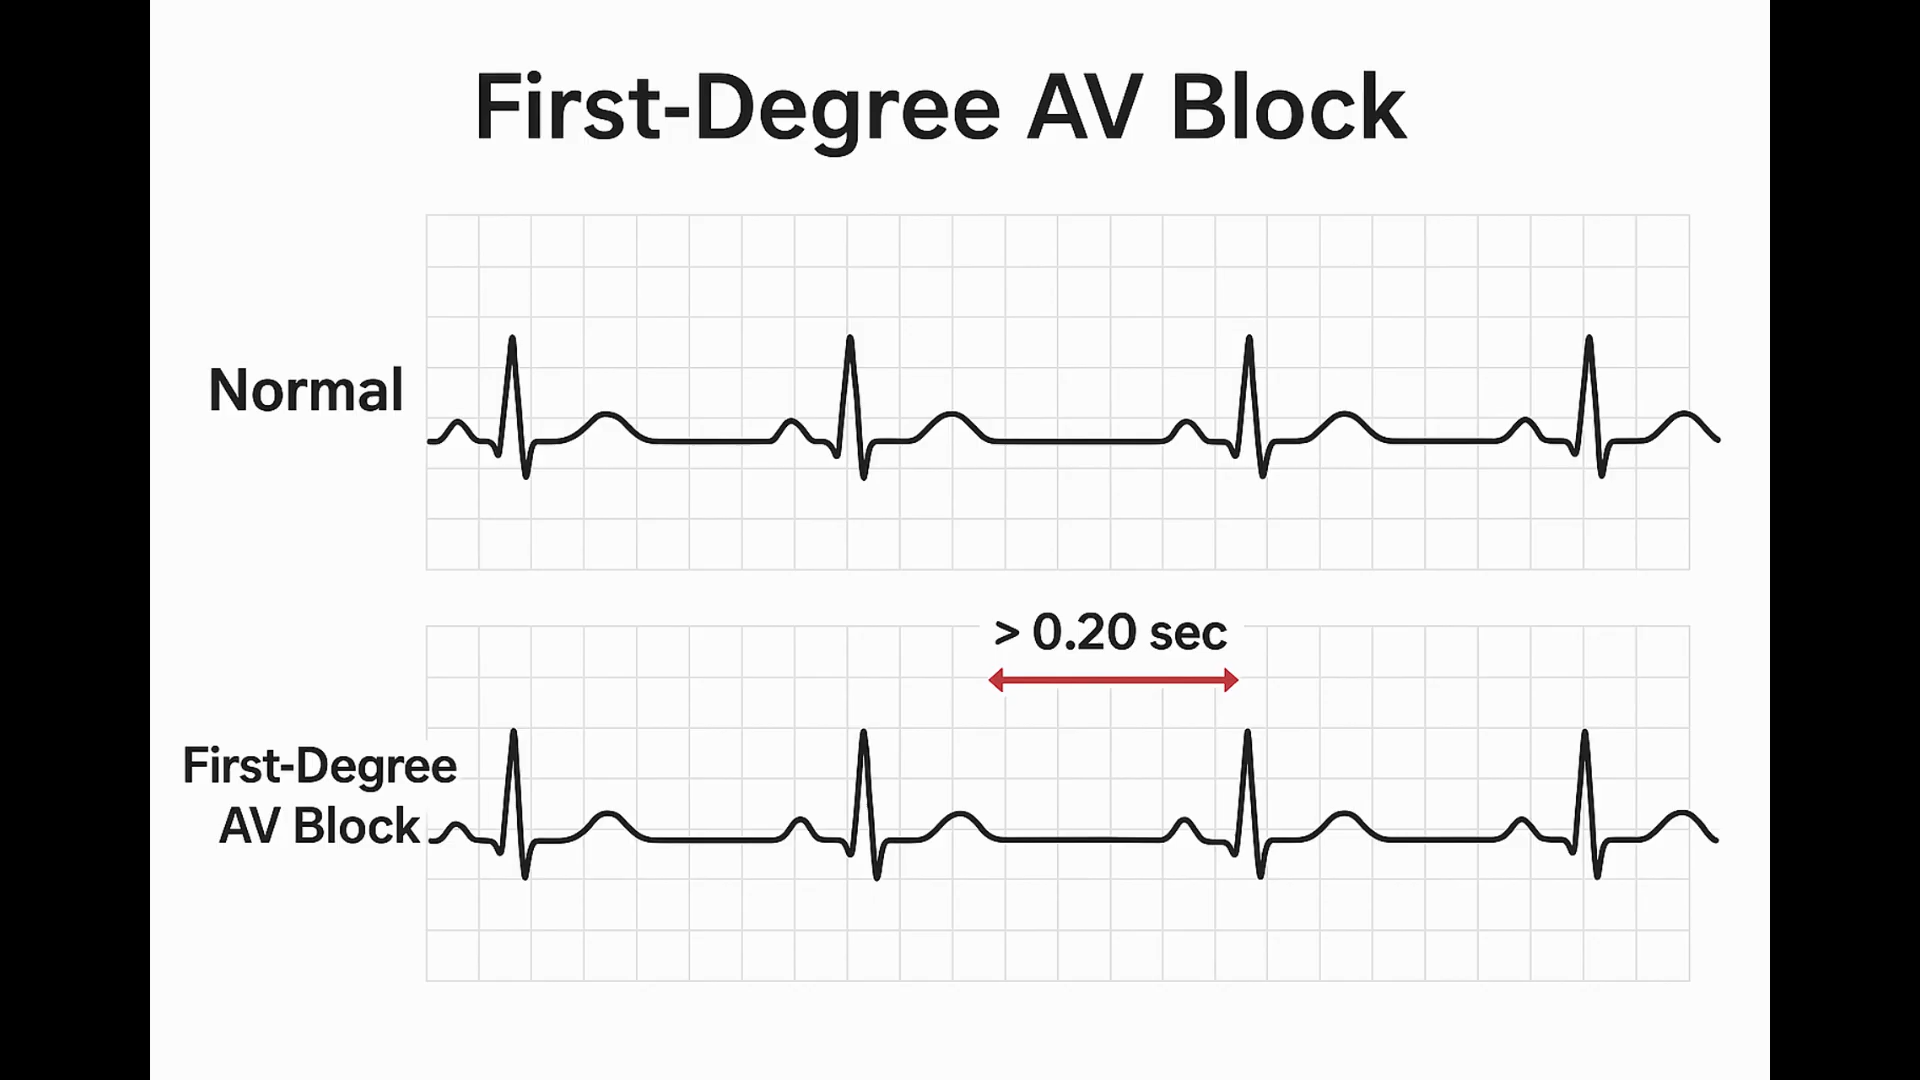 First-Degree AV Block
Normal
> 0.20 sec
First-Degree
AV Block